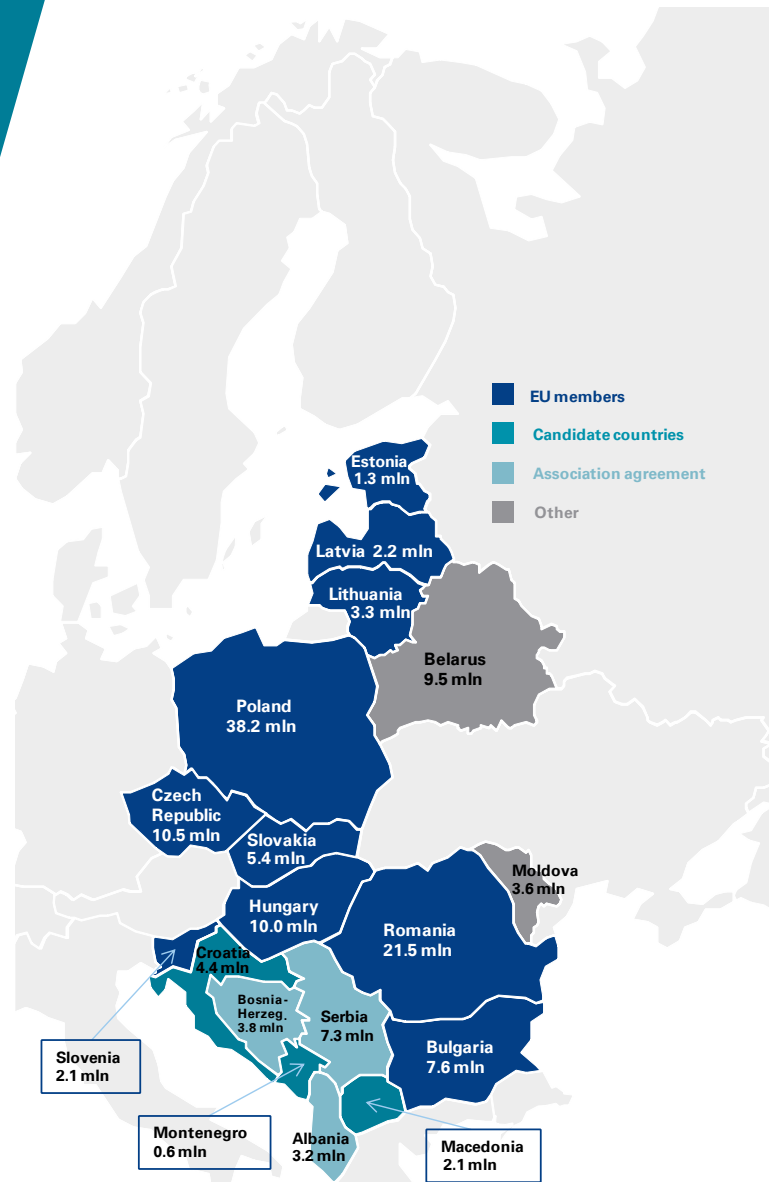 EU members
Candidate countries
Association agreement
Other
Estonia
1.3 mln
Latvia 2.2 mln
Lithuania
3.3 mln
Belarus
9.5 mln
Poland
38.2 mln
Czech
Republic
10.5 mln
Slovakia
5.4 mln
Moldova
3.6 mln
Hungary
10.0 mln
Romania
21.5 mln
Croatia
4.4 mln
Bosnia-
Herzeg.
3.8 mln
Serbia
7.3 mln
Bulgaria
7.6 mln
Slovenia
2.1 mln
Montenegro
0.6 mln
Albania
3.2 mln
Macedonia
2.1 mln